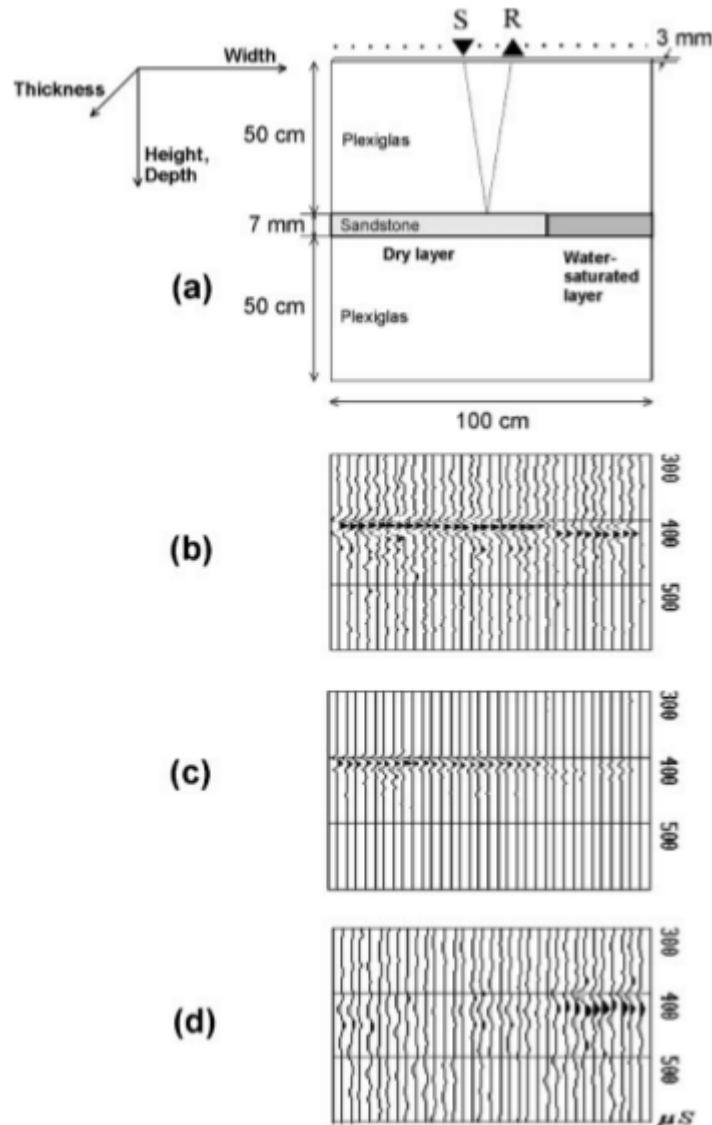 S R
3 mm
Width
Thickness
Height,
Depth
50 cm
Plexiglas
7 mm
Sandstone
Dry layer
Water-
saturated
layer
(a)
50 cm
Plexiglas
100 cm
300
(b)
400
500
300
(c)
400
500
300
(d)
400
500
μs